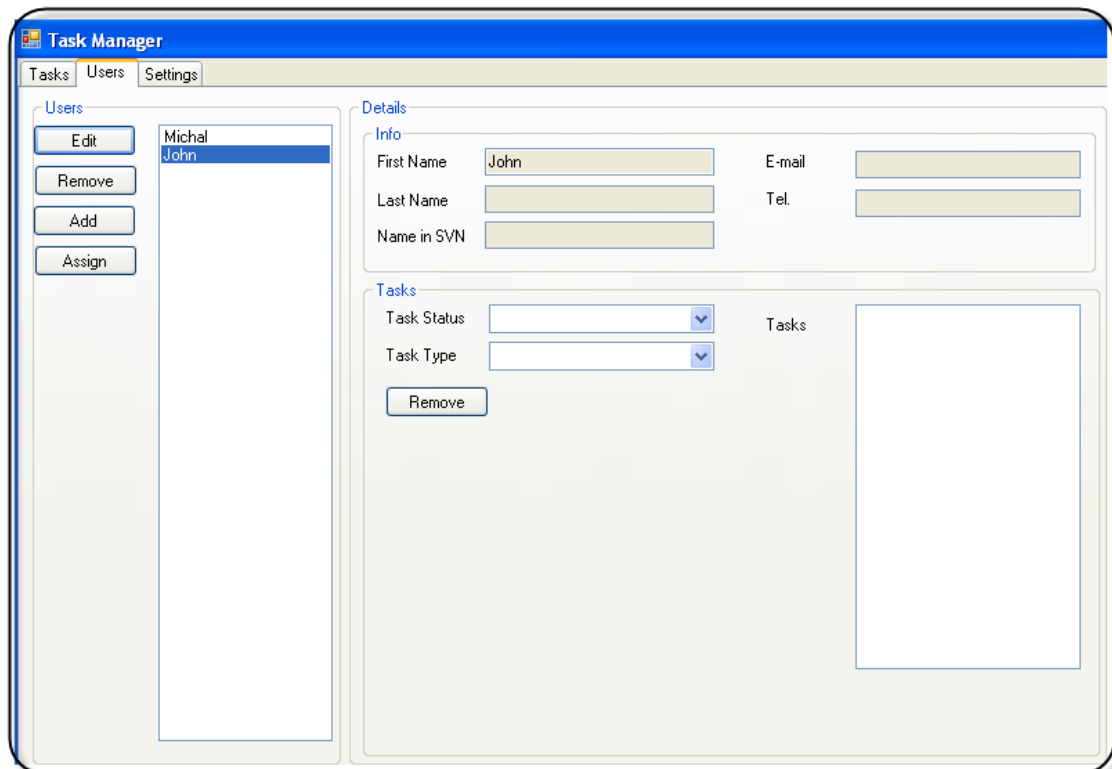 Task Manager
Tasks Users Settings
Users
Edit
Remove
Add
Assign
Michal
John
Details
Info
First Name John
Last Name
Name in SVN
E-mail
Tel.
Tasks
Task Status
Task Type
Remove
Tasks